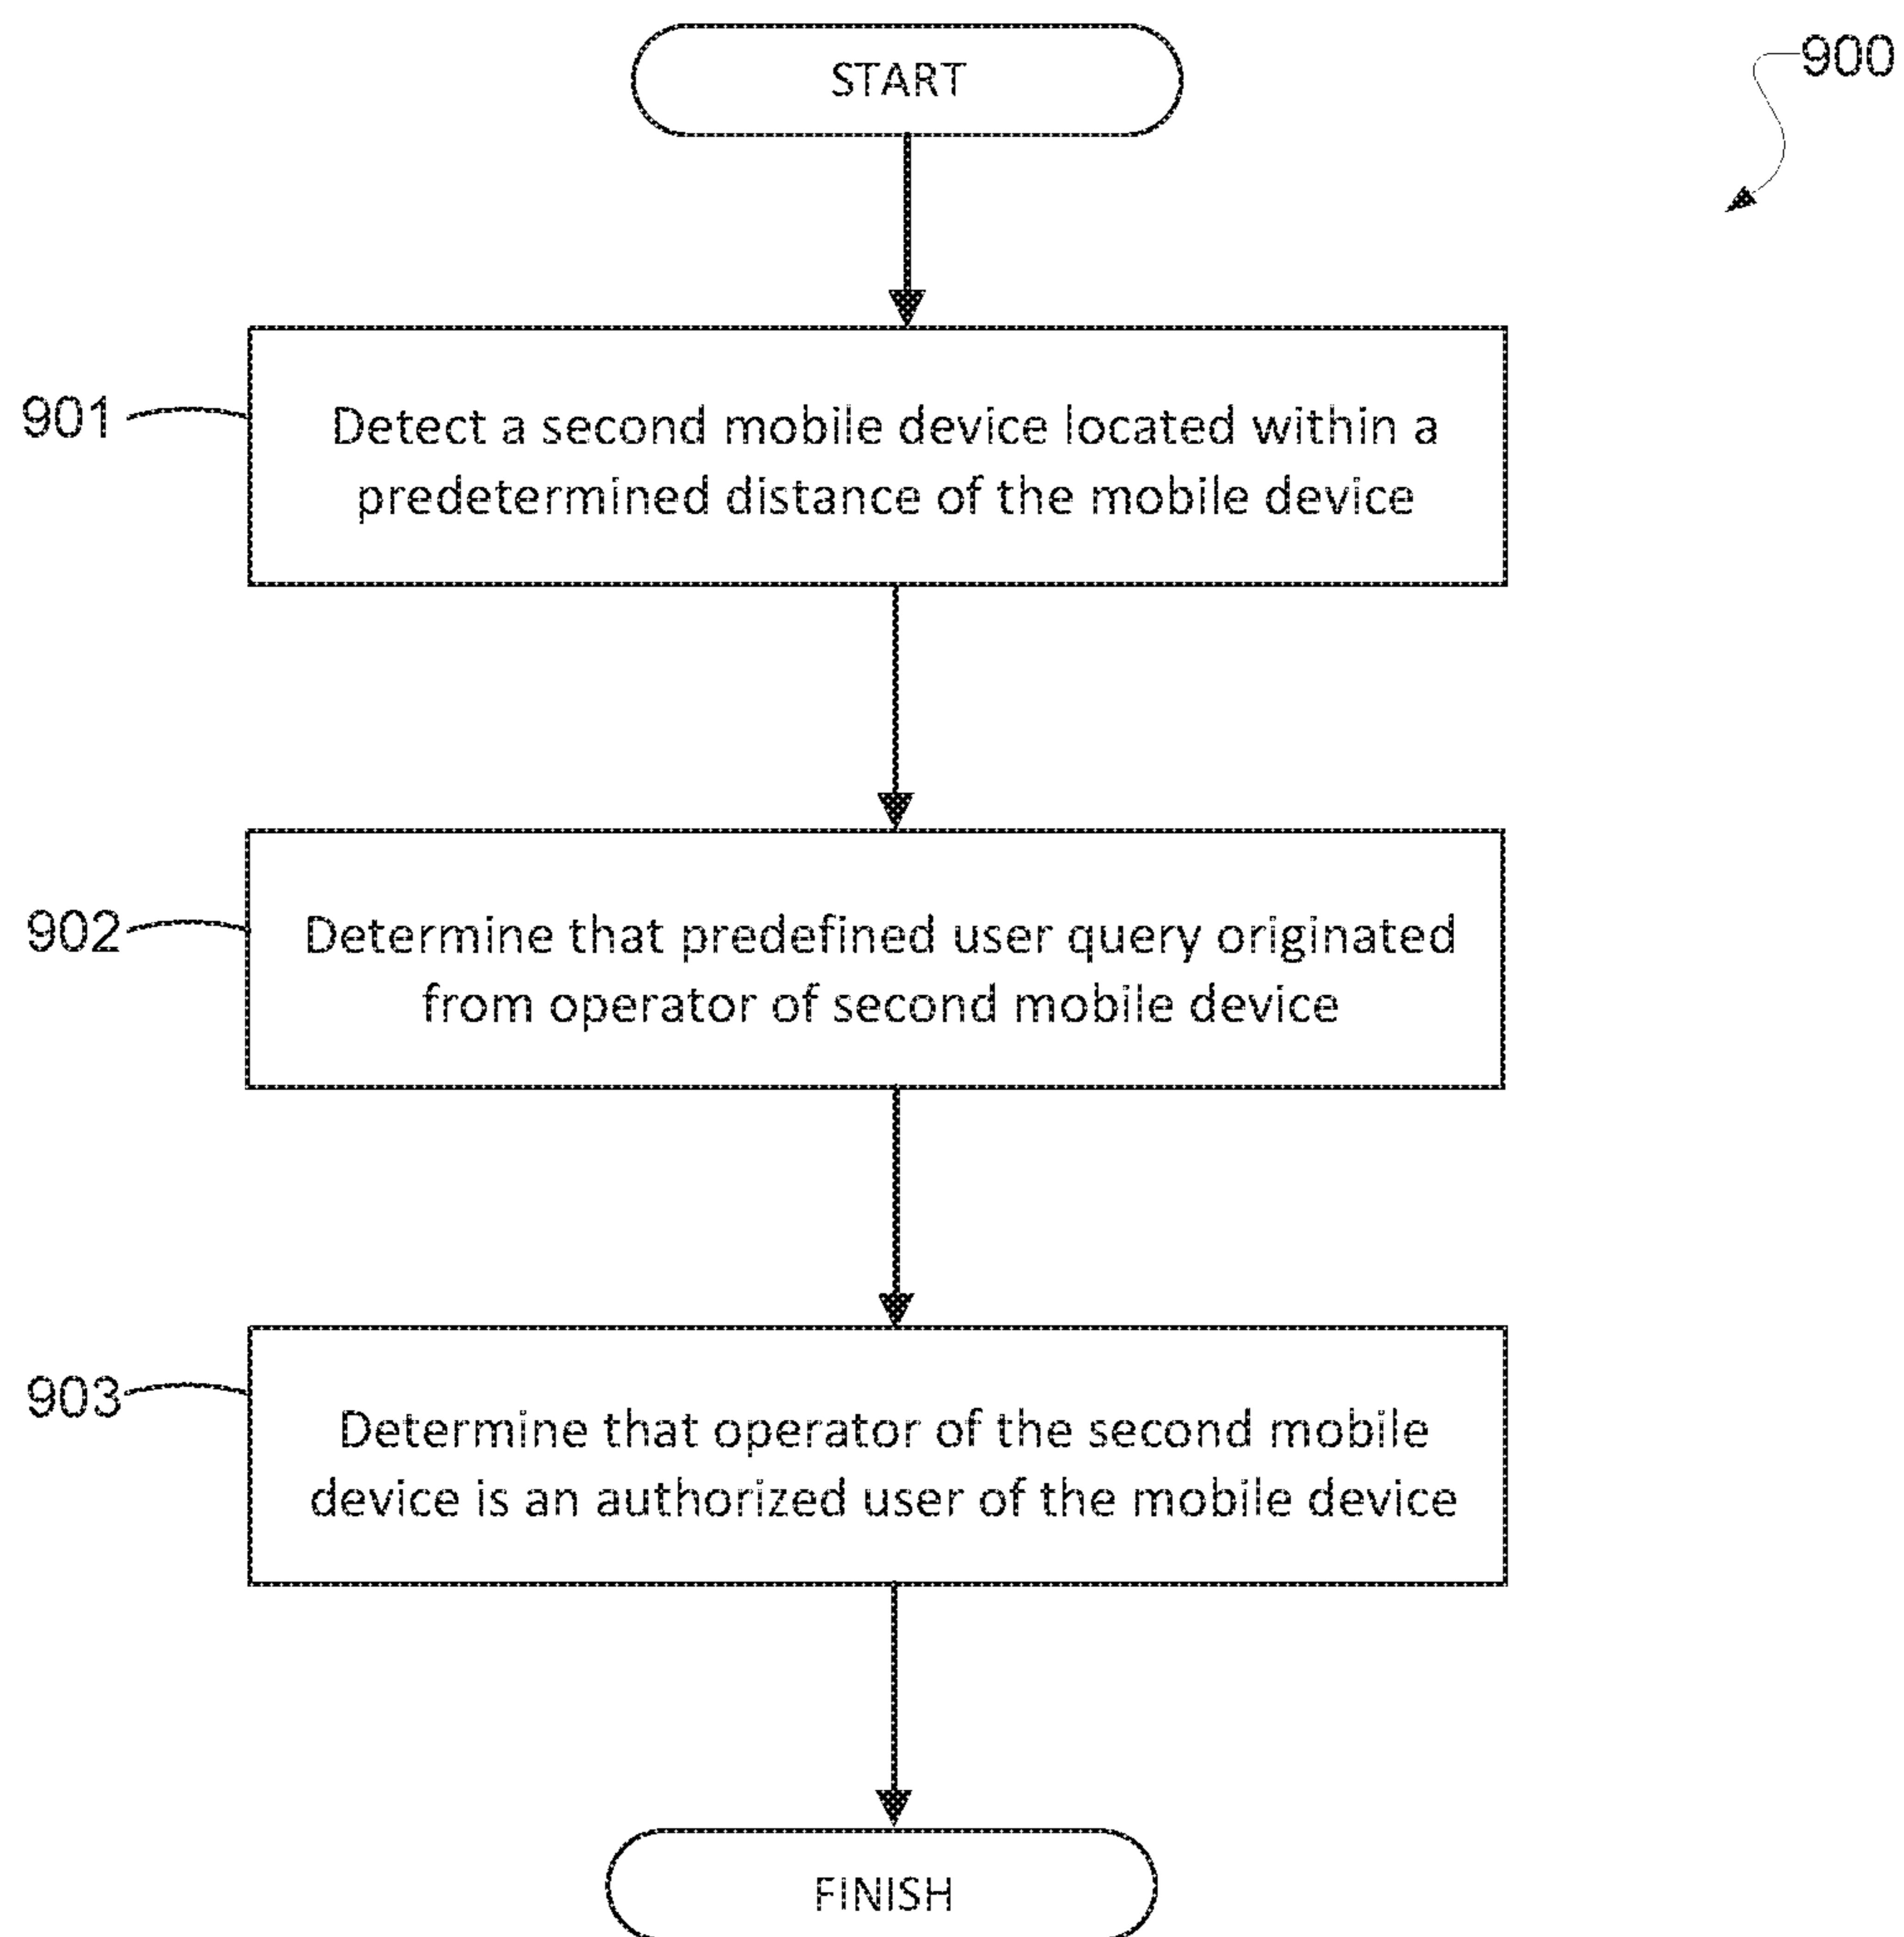 START
900
901
Detect a second mobile device located within a
predetermined distance of the mobile device
902
Determine that predefined user query originated
from operator of second mobile device
903
Determine that operator of the second mobile
device is an authorized user of the mobile device
FINISH